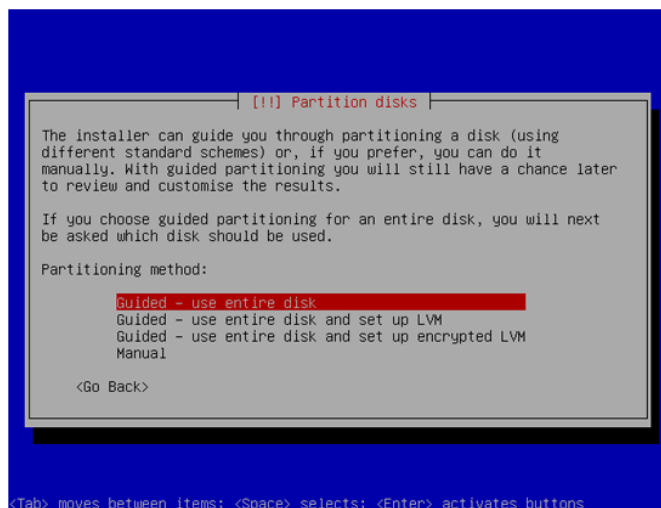 [!!] Partition disks
The installer can guide you through partitioning a disk (using
different standard schemes) or, if you prefer, you can do it
manually. With guided partitioning you will still have a chance later
to review and customise the results.
If you choose guided partitioning for an entire disk, you will next
be asked which disk should be used.
Partitioning method:
Guided - use entire disk
Guided - use entire disk and set up LVM
Guided - use entire disk and set up encrypted LVM
Manual
<Go Back>
<Tab> moves between items; <Space> selects; <Enter> activates buttons